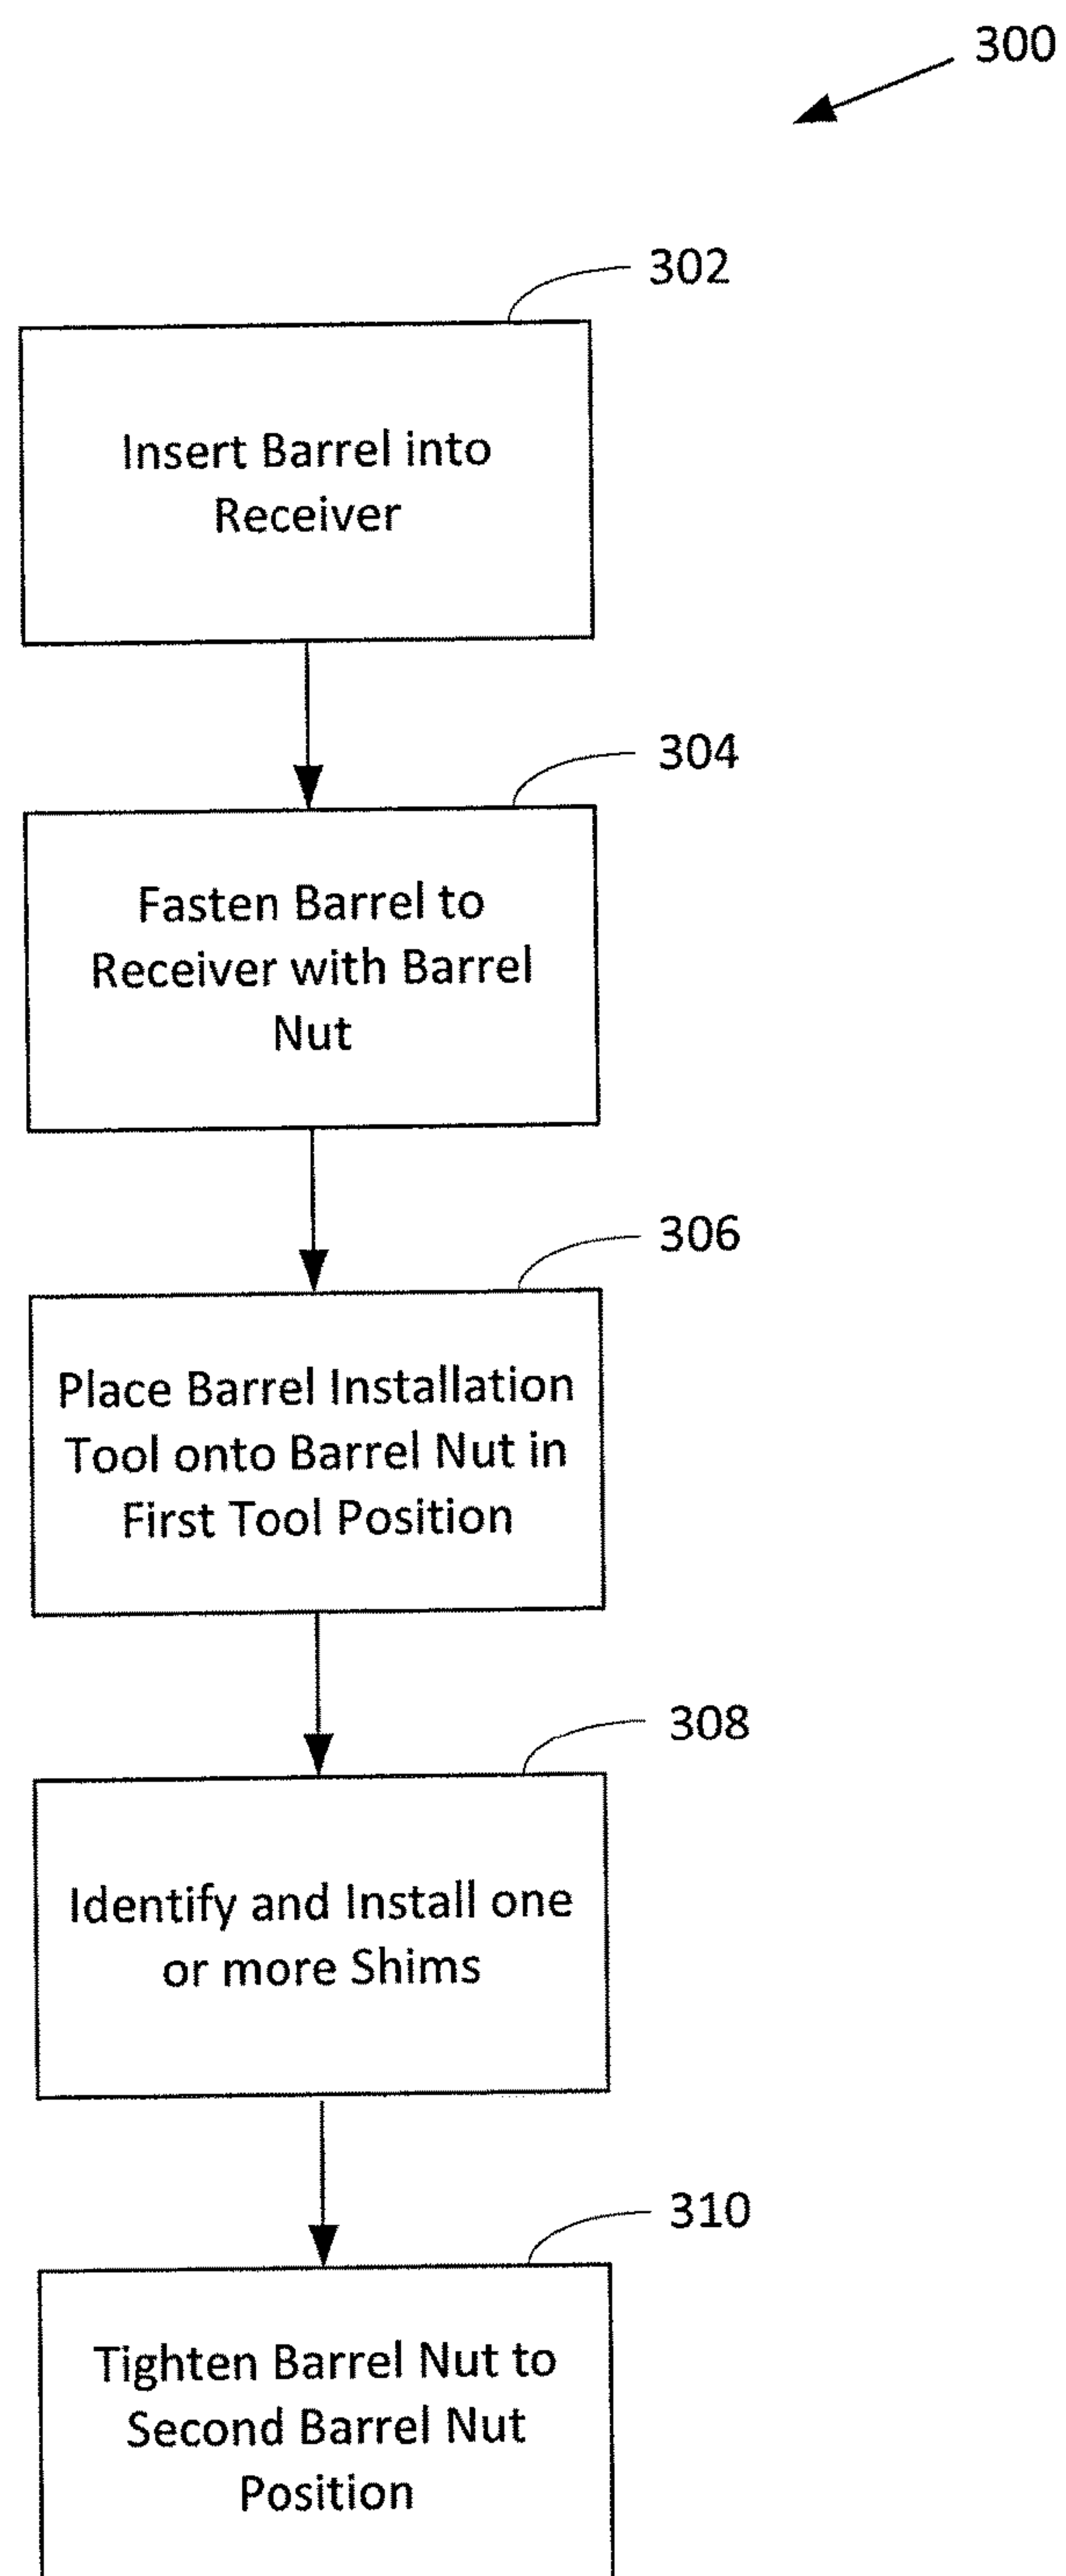 300
302
Insert Barrel into
Receiver
304
Fasten Barrel to
Receiver with Barrel
Nut
306
Place Barrel Installation
Tool onto Barrel Nut in
First Tool Position
308
Identify and Install one
or more Shims
310
Tighten Barrel Nut to
Second Barrel Nut
Position